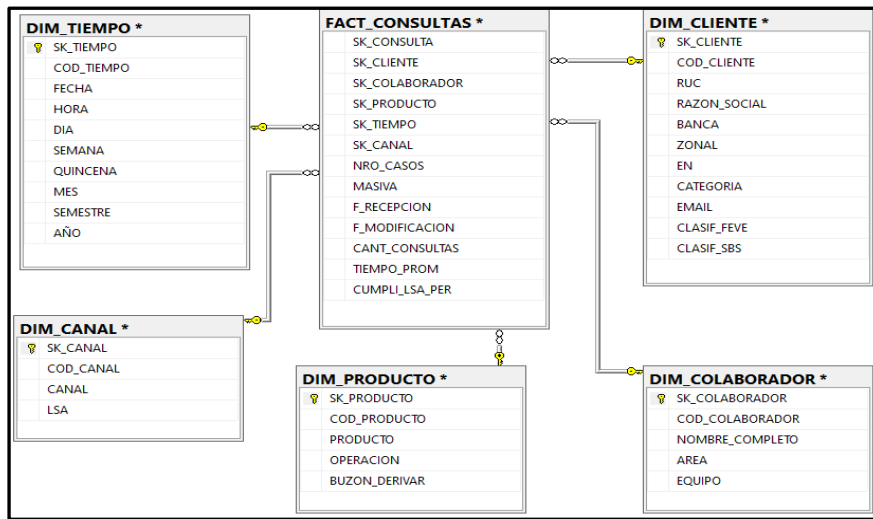 DIM_TIEMPO *
SK_TIEMPO
COD_TIEMPO
FECHA
HORA
DIA
SEMANA
QUINCENA
MES
SEMESTRE
AÑO
FACT_CONSULTAS *
SK_CONSULTA
SK_CLIENTE
SK_COLABORADOR
SK_PRODUCTO
SK_TIEMPO
SK_CANAL
NRO_CASOS
MASIVA
F_RECEPCION
F_MODIFICACION
CANT_CONSULTAS
TIEMPO_PROM
CUMPLI_LSA_PER
DIM_CLIENTE *
SK_CLIENTE
COD_CLIENTE
RUC
RAZON_SOCIAL
BANCA
ZONAL
EN
CATEGORIA
EMAIL
CLASIF_FEVE
CLASIF_SBS
DIM_CANAL *
SK_CANAL
COD_CANAL
CANAL
LSA
DIM_PRODUCTO *
SK_PRODUCTO
COD_PRODUCTO
PRODUCTO
OPERACION
BUZON_DERIVAR
DIM_COLABORADOR *
SK_COLABORADOR
COD_COLABORADOR
NOMBRE_COMPLETO
AREA
EQUIPO